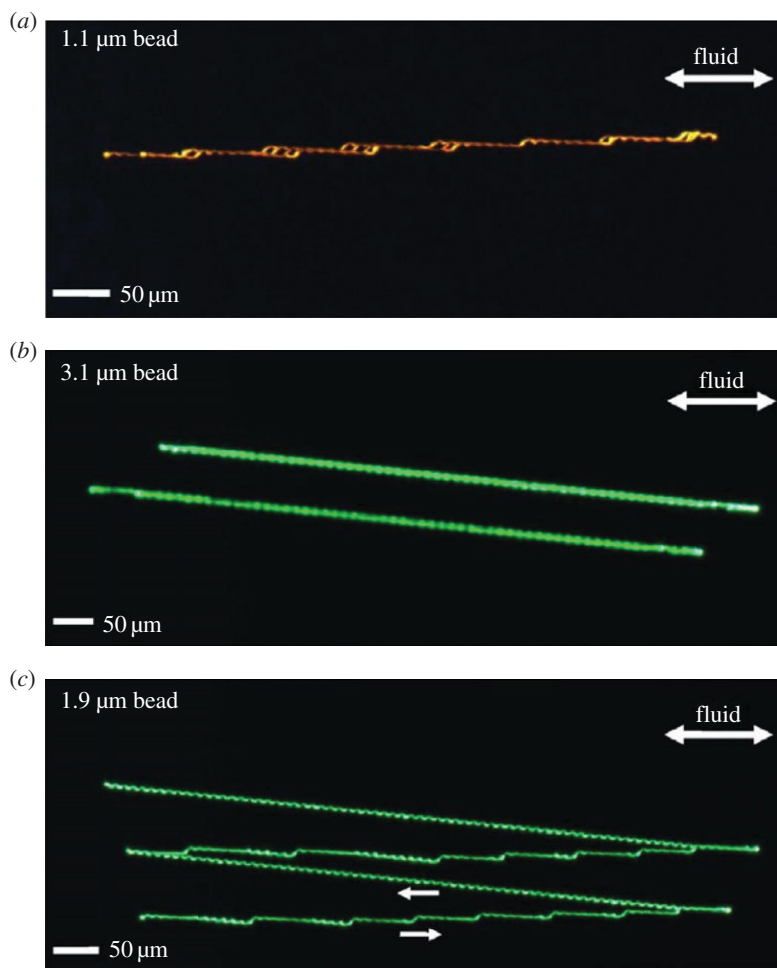 (a)
1.1 µm bead
fluid
50 µm
(b)
3.1 µm bead
fluid
50 µm
(c)
1.9 µm bead
fluid
50 µm